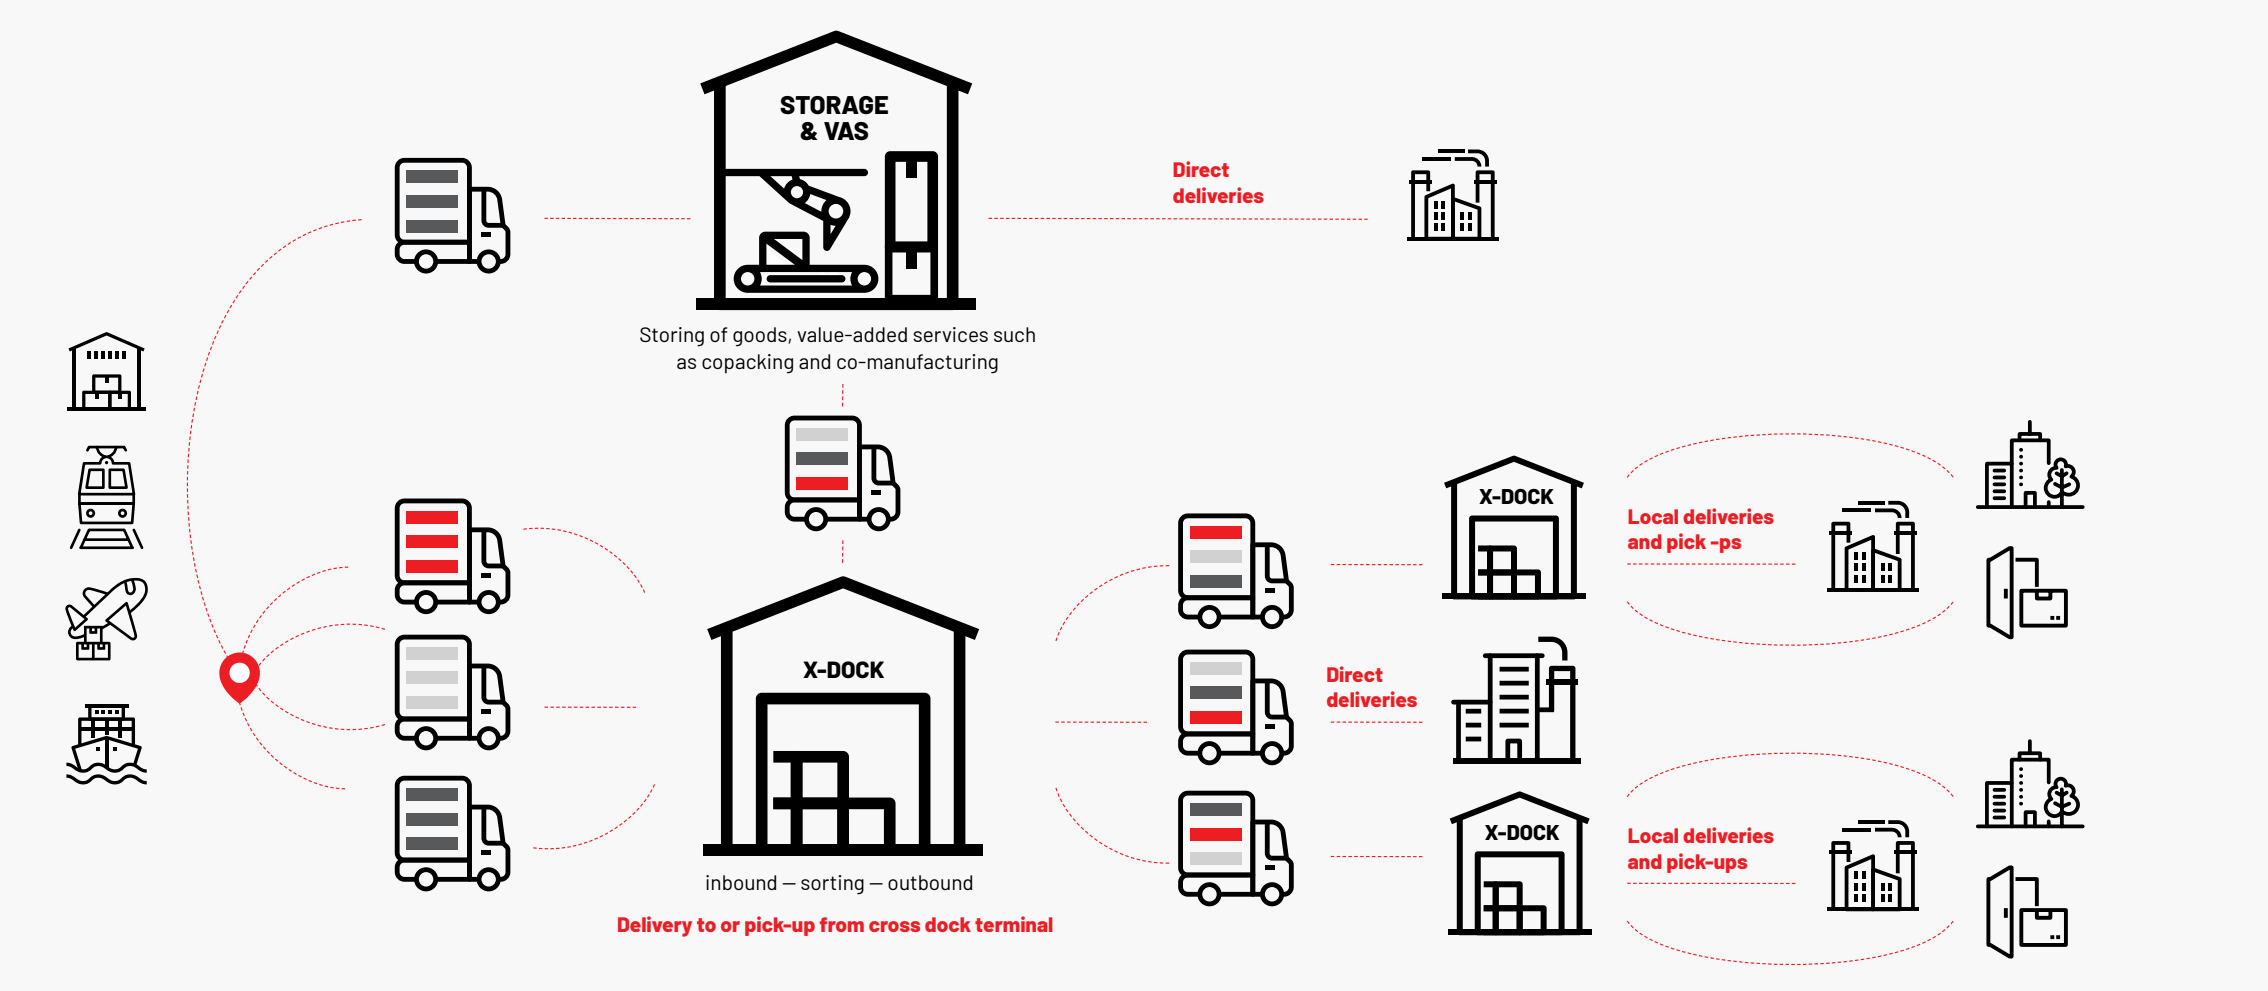 STORAGE
& VAS
Direct
deliveries
Storing of goods, value-added services such
as copacking and co-manufacturing
X-DOCK
Local deliveries
and pick -ps
X-DOCK
Direct
deliveries
X-DOCK
Local deliveries
and pick-ups
inbound — sorting — outbound
Delivery to or pick-up from cross dock terminal